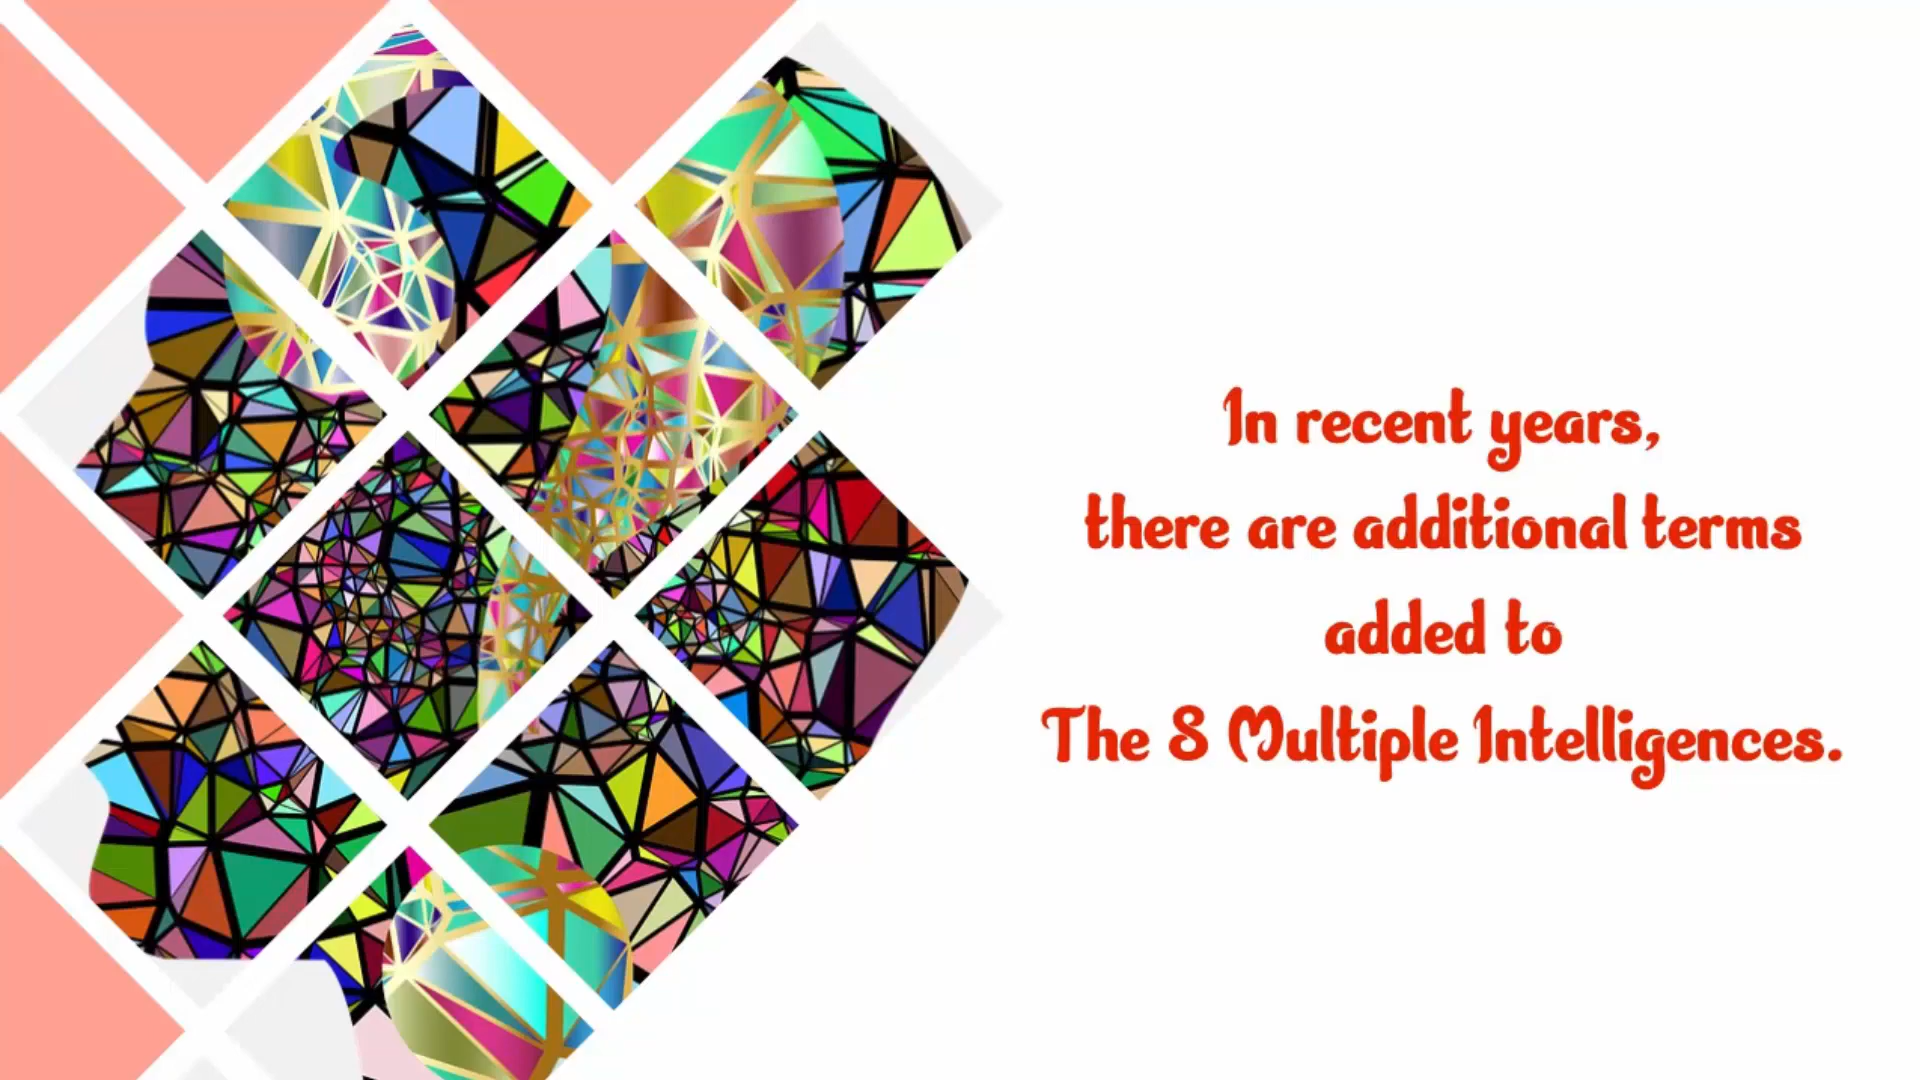 In recent years,
there are additional terms
added to
The 8 Multiple Intelligences.